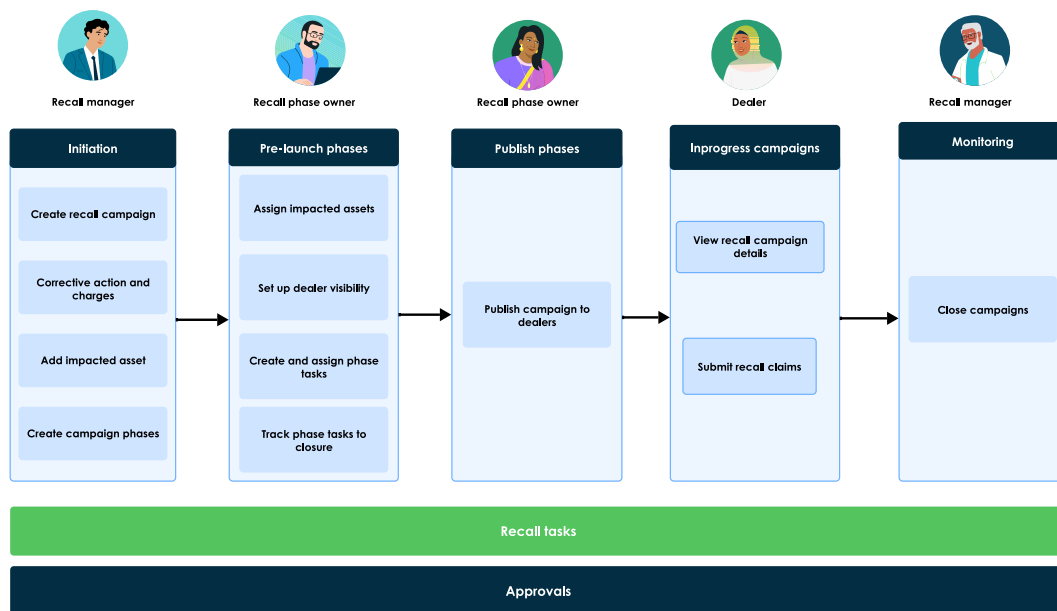 Recall manager
Recall phase owner
Recall phase owner
Dealer
Recall manager
Initiation
Create recall campaign
Corrective action and
charges
Add impacted asset
Create campaign phases
Pre-launch phases
Assign impacted assets
Set up dealer visibility
Create and assign phase
tasks
Track phase tasks to
closure
Publish phases
Publish campaign to
dealers
Inprogress campaigns
View recall campaign
details
Submit recall claims
Monitoring
Close campaigns
Recall tasks
Approvals